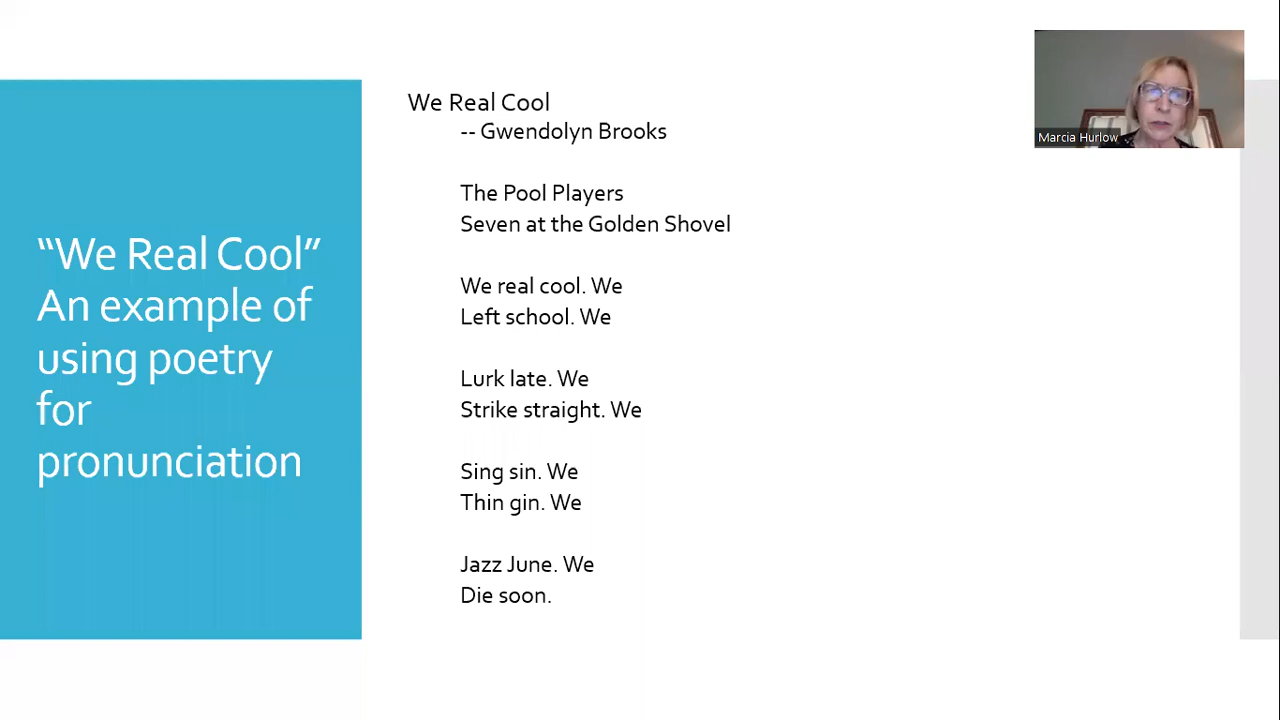 “We Real Cool”
An example of
using poetry
for
pronunciation
We Real Cool
-- Gwendolyn Brooks
The Pool Players
Seven at the Golden Shovel
We real cool. We
Left school. We
Lurk late. We
Strike straight. We
Sing sin. We
Thin gin. We
Jazz June. We
Die soon.
Marcia Hurlow